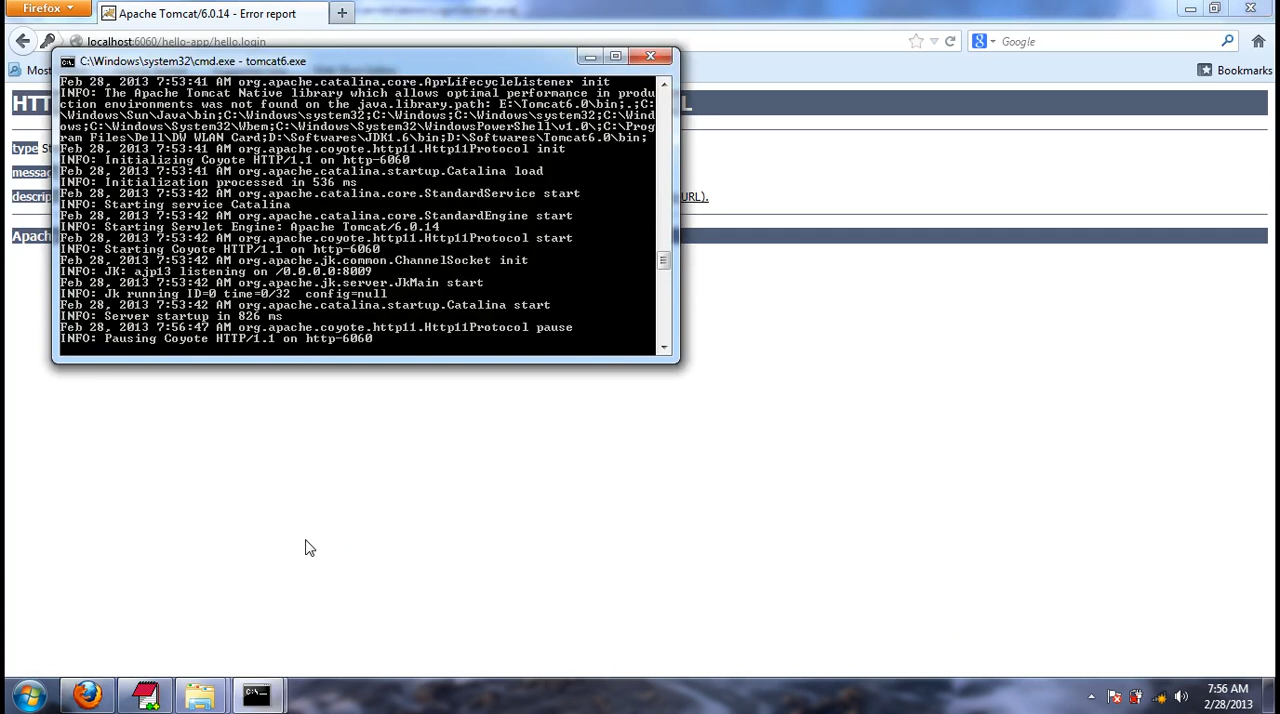 Firefox
Apache Tomcat/6.0.14 - Error report
localhost:6060/hello-app/hello.login
Google
Most
Bookmarks
C:\Windows\system32\cmd.exe - tomcat6.exe
Feb 28, 2013 7:53:41 AM org.apache.catalina.core.AprLifecycleListener init
INFO: The Apache Tomcat Native library which allows optimal performance in produ
ction environments was not found on the java.library.path: E:\Tomcat6.0\bin;.;C:
\Windows\Sun\Java\bin;C:\Windows\system32;C:\Windows;C:\Windows\system32;C:\Wind
ows;C:\Windows\System32\Wbem;C:\Windows\System32\WindowsPowerShell\v1.0\;C:\Prog
ram Files\Dell\DW WLAN Card;D:\Softwares\JDK1.6\bin;D:\Softwares\Tomcat6.0\bin;
Feb 28, 2013 7:53:41 AM org.apache.coyote.http11.Http11Protocol init
INFO: Initializing Coyote HTTP/1.1 on http-6060
Feb 28, 2013 7:53:41 AM org.apache.catalina.startup.Catalina load
INFO: Initialization processed in 536 ms
Feb 28, 2013 7:53:42 AM org.apache.catalina.core.StandardService start
INFO: Starting service Catalina
Feb 28, 2013 7:53:42 AM org.apache.catalina.core.StandardEngine start
INFO: Starting Servlet Engine: Apache Tomcat/6.0.14
Feb 28, 2013 7:53:42 AM org.apache.coyote.http11.Http11Protocol start
INFO: Starting Coyote HTTP/1.1 on http-6060
Feb 28, 2013 7:53:42 AM org.apache.jk.common.ChannelSocket init
INFO: JK: ajp13 listening on /0.0.0.0:8009
Feb 28, 2013 7:53:42 AM org.apache.jk.server.JkMain start
INFO: Jk running ID=0 time=0/32  config=null
Feb 28, 2013 7:53:42 AM org.apache.catalina.startup.Catalina start
INFO: Server startup in 826 ms
Feb 28, 2013 7:56:47 AM org.apache.coyote.http11.Http11Protocol pause
INFO: Pausing Coyote HTTP/1.1 on http-6060
HT
type St
messa
descrip
URL).
Apach
7:56 AM
2/28/2013